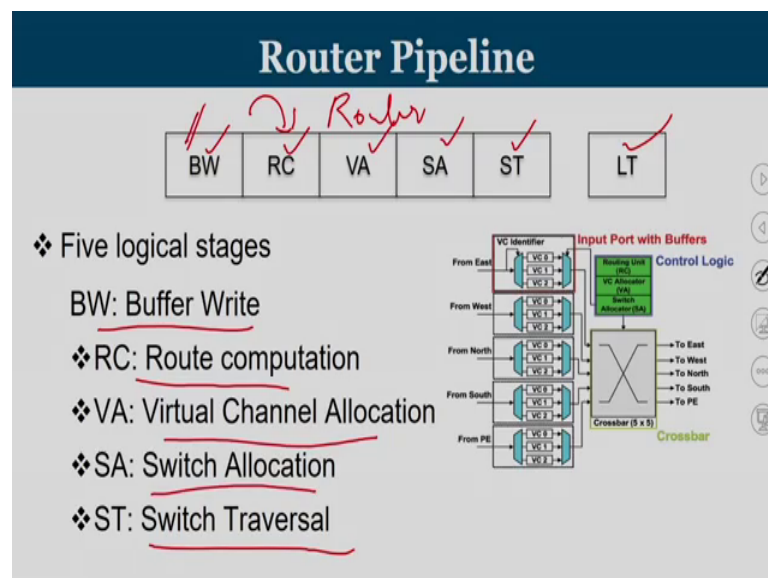 Router Pipeline
Router
BW RC VA SA ST LT
❖ Five logical stages
BW: Buffer Write
❖RC: Route computation
❖VA: Virtual Channel Allocation
❖SA: Switch Allocation
❖ST: Switch Traversal
VC Identifier
Input Port with Buffers
From East
VC 0
VC 1
VC 2
Routing Unit
(RC)
VC Allocator
(VA)
Switch
Allocator (SA)
Control Logic
From West
VC 0
VC 1
VC 2
From North
VC 0
VC 1
VC 2
From South
VC 0
VC 1
VC 2
From PE
VC 0
VC 1
VC 2
To East
To West
To North
To South
To PE
Crossbar (5 x 5)
Crossbar